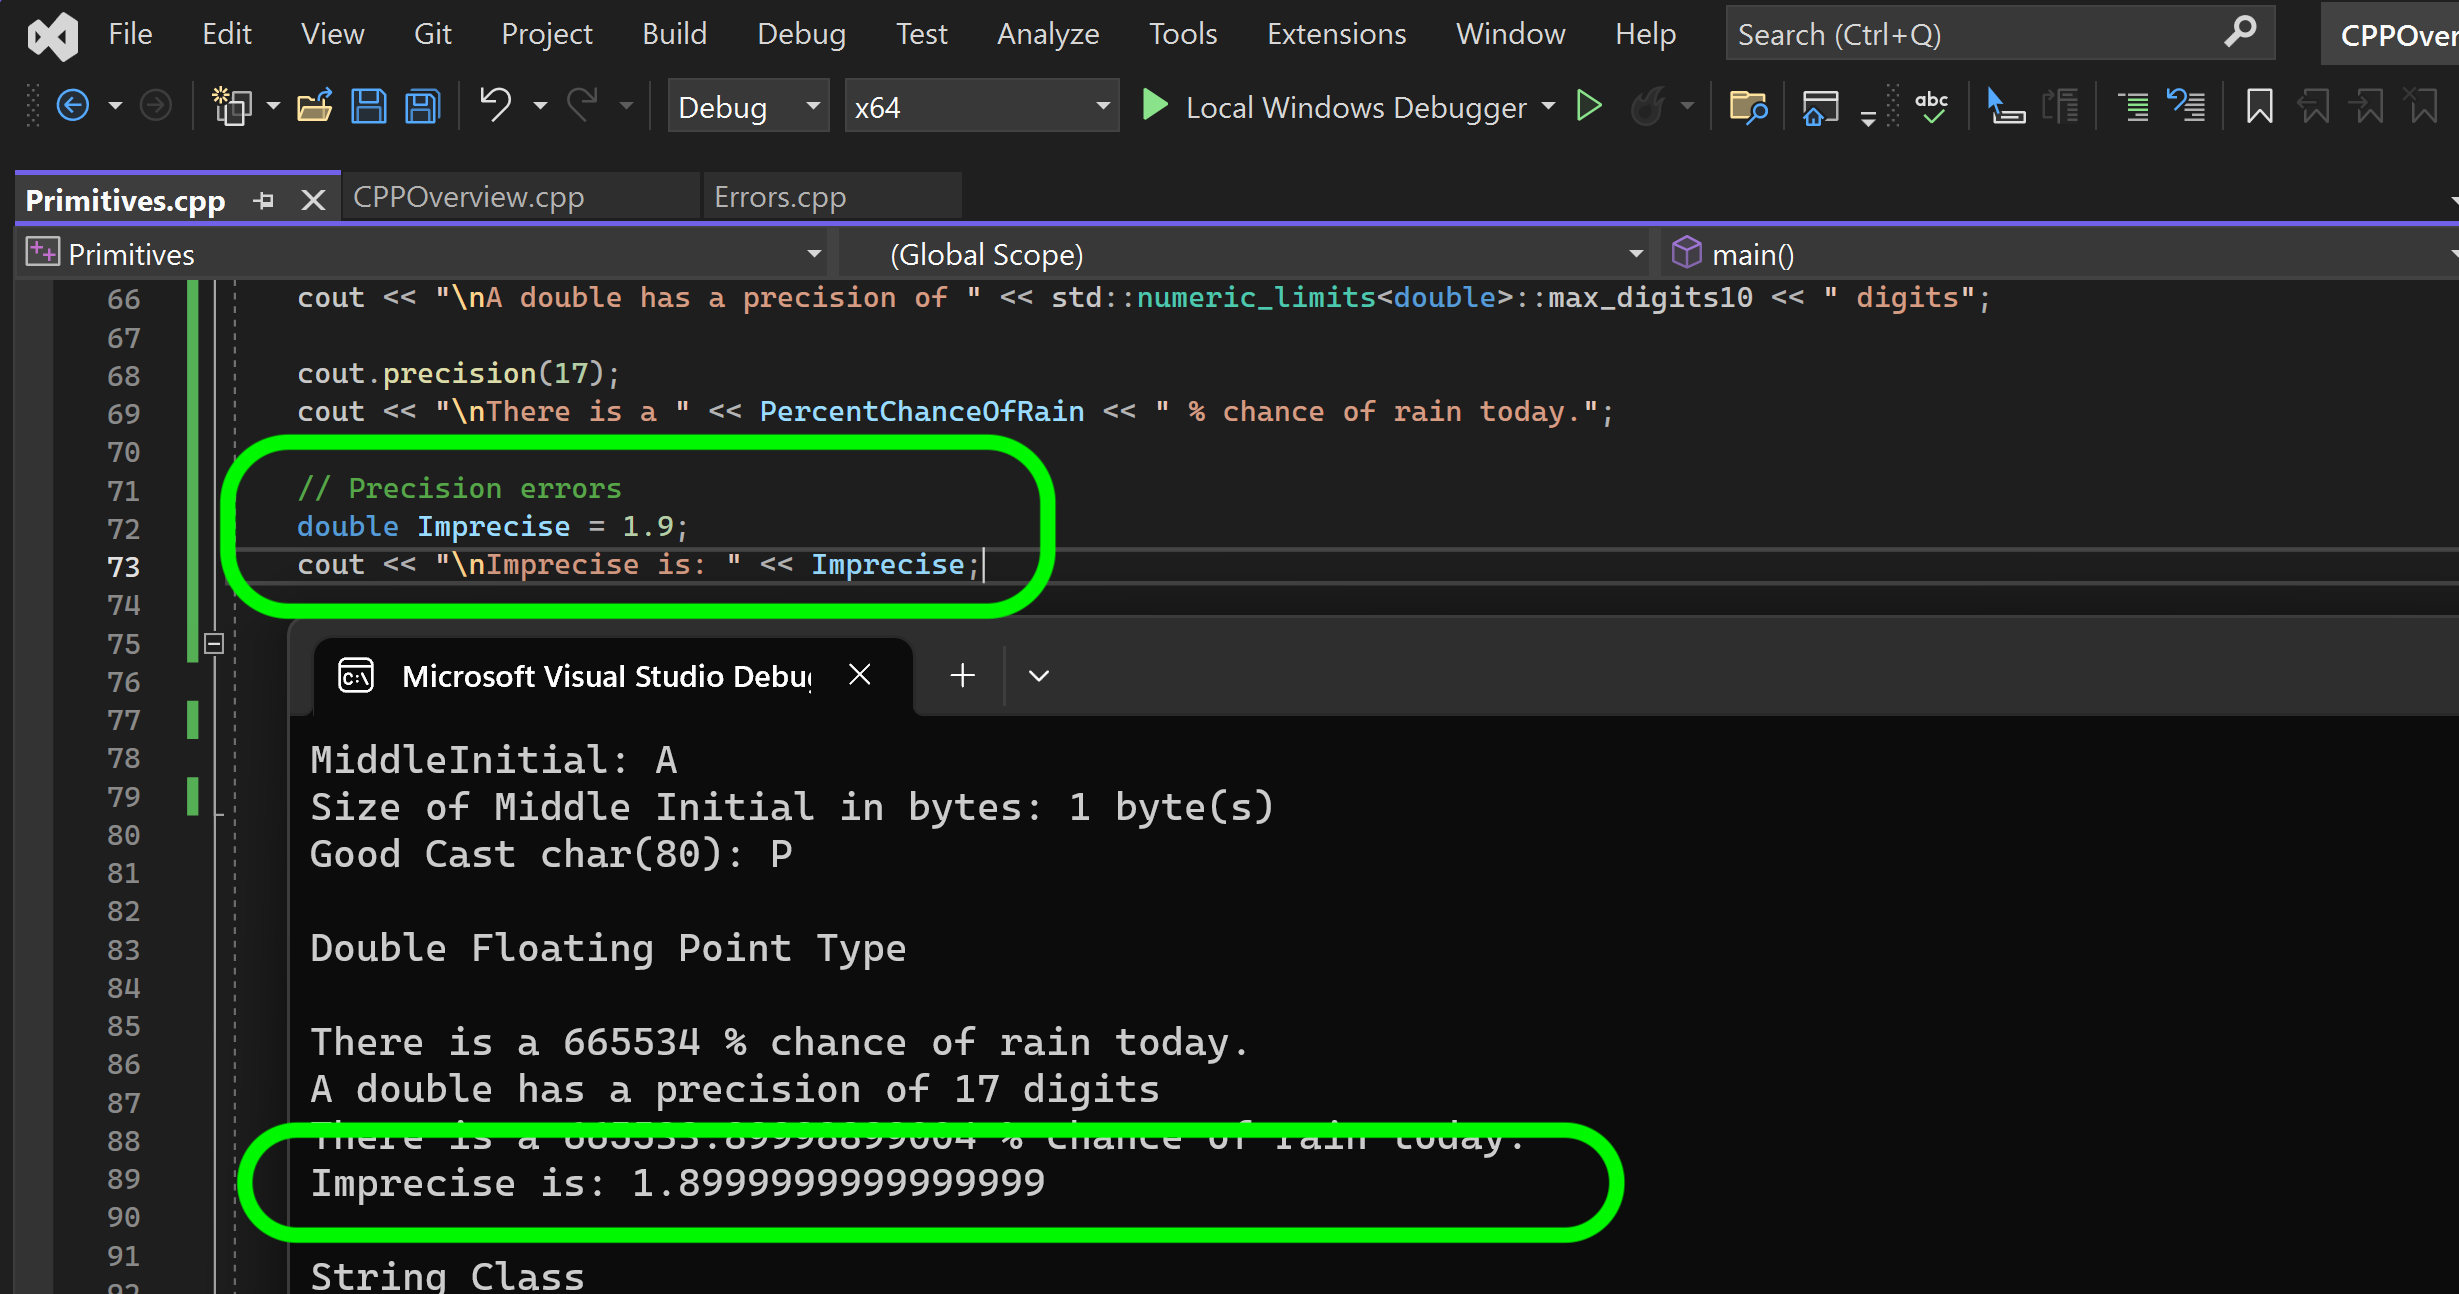 File Edit View Git Project Build Debug Test Analyze Tools Extensions Window Help Search (Ctrl+Q) CPPOver
Debug x64 Local Windows Debugger abc
Primitives.cpp CPPOverview.cpp Errors.cpp
Primitives (Global Scope) main()
66 cout << "\nA double has a precision of " << std::numeric_limits<double>::max_digits10 << " digits";
67
68 cout.precision(17);
69 cout << "\nThere is a " << PercentChanceOfRain << " % chance of rain today.";
70
71 // Precision errors
72 double Imprecise = 1.9;
73 cout << "\nImprecise is: " << Imprecise;
74
75
76 Microsoft Visual Studio Debug
77
78 MiddleInitial: A
79 Size of Middle Initial in bytes: 1 byte(s)
80 Good Cast char(80): P
81
82
83 Double Floating Point Type
84
85 There is a 665534 % chance of rain today.
86
87 A double has a precision of 17 digits
88 There is a % chance of rain today.
89 Imprecise is: 1.8999999999999999
90
91 String Class
92